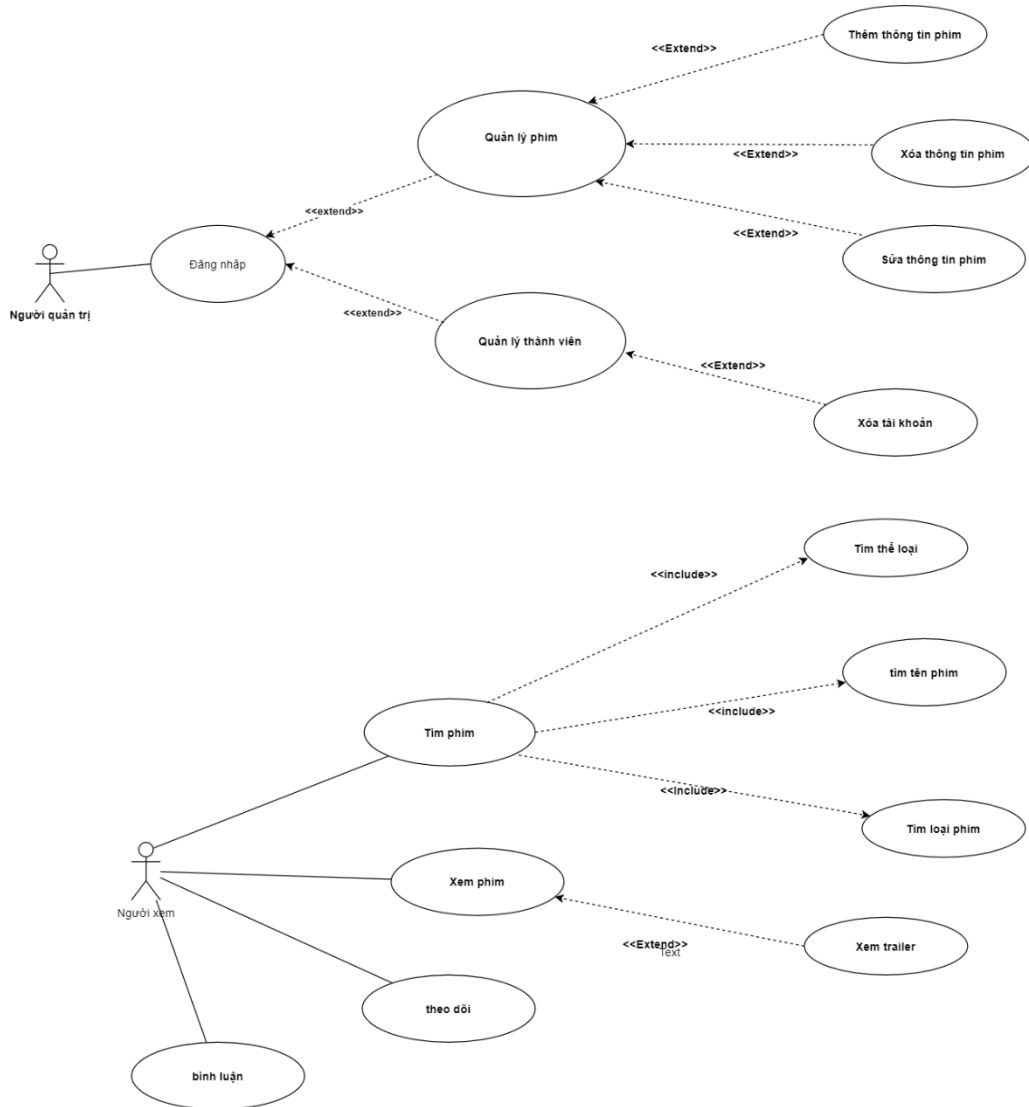 Thêm thông tin phim
<<Extend>>
Quản lý phim
<<Extend>>
Xóa thông tin phim
<<extend>>
<<Extend>>
Sửa thông tin phim
Đăng nhập
Người quản trị
<<extend>>
Quản lý thành viên
<<Extend>>
Xóa tài khoản
Tìm thể loại
<<include>>
tìm tên phim
<<include>>
Tìm phim
<<Include>>
Tìm loại phim
Xem phim
Người xem
<<Extend>>
Text
Xem trailer
theo dõi
bình luận